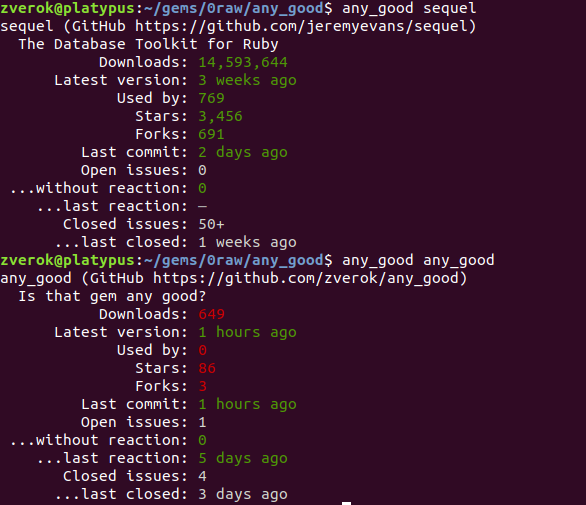 zverok@platypus:~/gems/0raw/any_good$ any_good sequel
sequel (GitHub https://github.com/jeremyevans/sequel)
The Database Toolkit for Ruby
Downloads: 14,593,644
Latest version: 3 weeks ago
Used by: 769
Stars: 3,456
Forks: 691
Last commit: 2 days ago
Open issues: 0
...without reaction: 0
...last reaction: —
Closed issues: 50+
...last closed: 1 weeks ago
zverok@platypus:~/gems/0raw/any_good$ any_good any_good
any_good (GitHub https://github.com/zverok/any_good)
Is that gem any good?
Downloads: 649
Latest version: 1 hours ago
Used by: 0
Stars: 86
Forks: 3
Last commit: 1 hours ago
Open issues: 1
...without reaction: 0
...last reaction: 5 days ago
Closed issues: 4
...last closed: 3 days ago